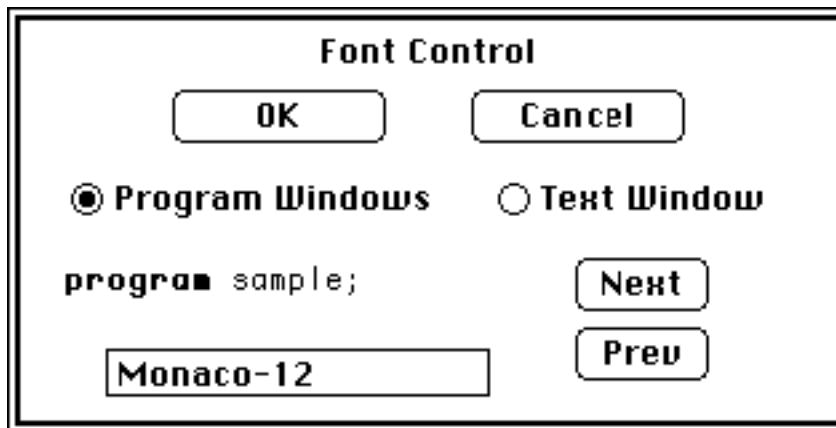 Font Control
OK Cancel
Program Windows Text Window
program sample;
Next
Monaco-12
Prev